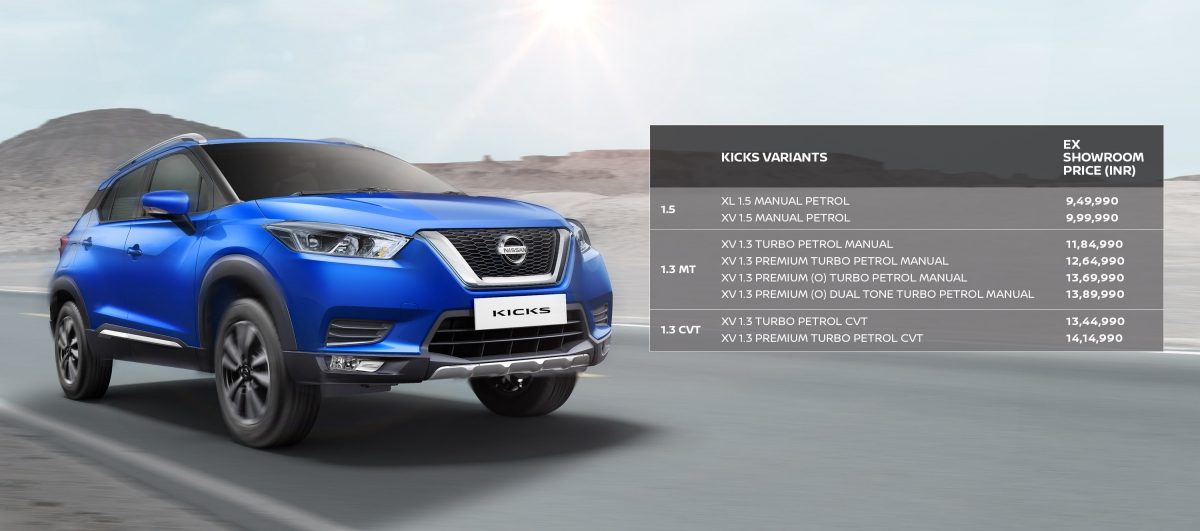 KICKS VARIANTS
EX
SHOWROOM
PRICE (INR)
1.5
XL 1.5 MANUAL PETROL 9,49,990
XV 1.5 MANUAL PETROL 9,99,990
1.3 MT
XV 1.3 TURBO PETROL MANUAL 11,84,990
XV 1.3 PREMIUM TURBO PETROL MANUAL 12,64,990
XV 1.3 PREMIUM (O) TURBO PETROL MANUAL 13,69,990
XV 1.3 PREMIUM (O) DUAL TONE TURBO PETROL MANUAL 13,89,990
1.3 CVT
XV 1.3 TURBO PETROL CVT 13,44,990
XV 1.3 PREMIUM TURBO PETROL CVT 14,14,990
NISSAN
KICKS